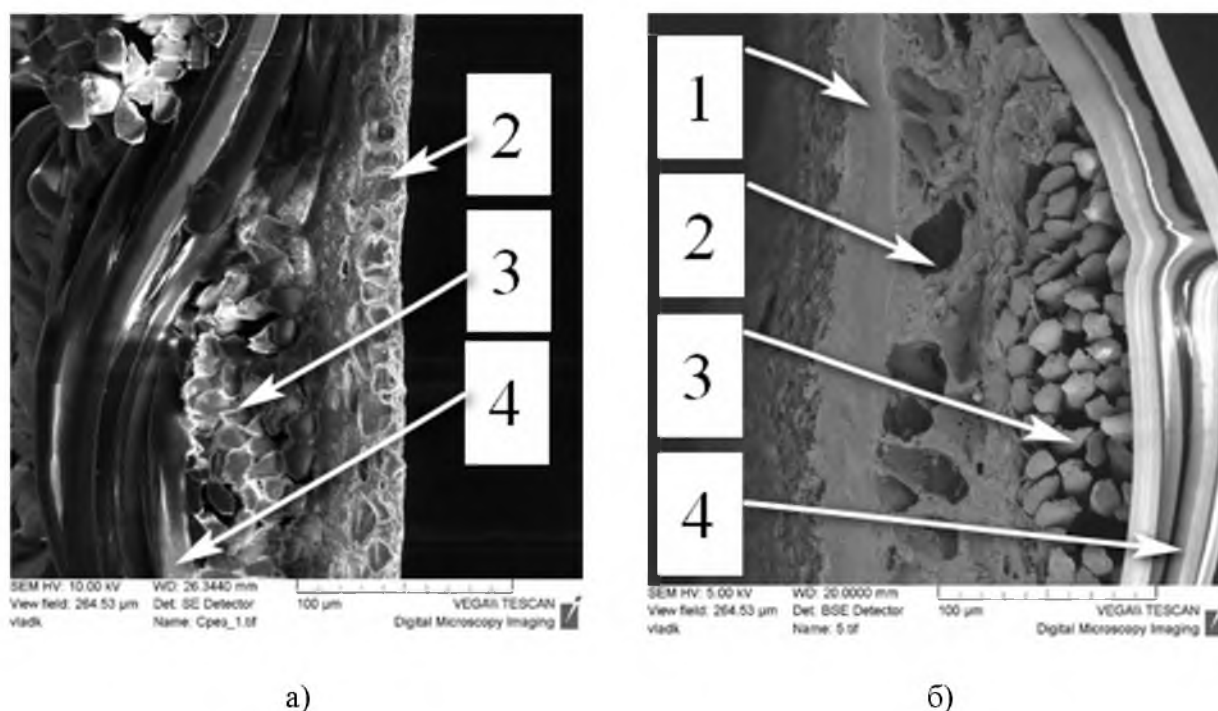 2
3
4
SEM HV: 10.00 kV WD: 26.3440 mm
View field: 264.53 µm Det: SE Detector 100 µm VEGA\\ TESCAN
vladk Name: Cpes_1.tif Digital Microscopy Imaging
а)
1
2
3
4
SEM HV: 5.00 kV WD: 20.0000 mm
View field: 264.53 µm Det: BSE Detector 100 µm VEGA\\ TESCAN
vladk Name: 5.tif Digital Microscopy Imaging
б)